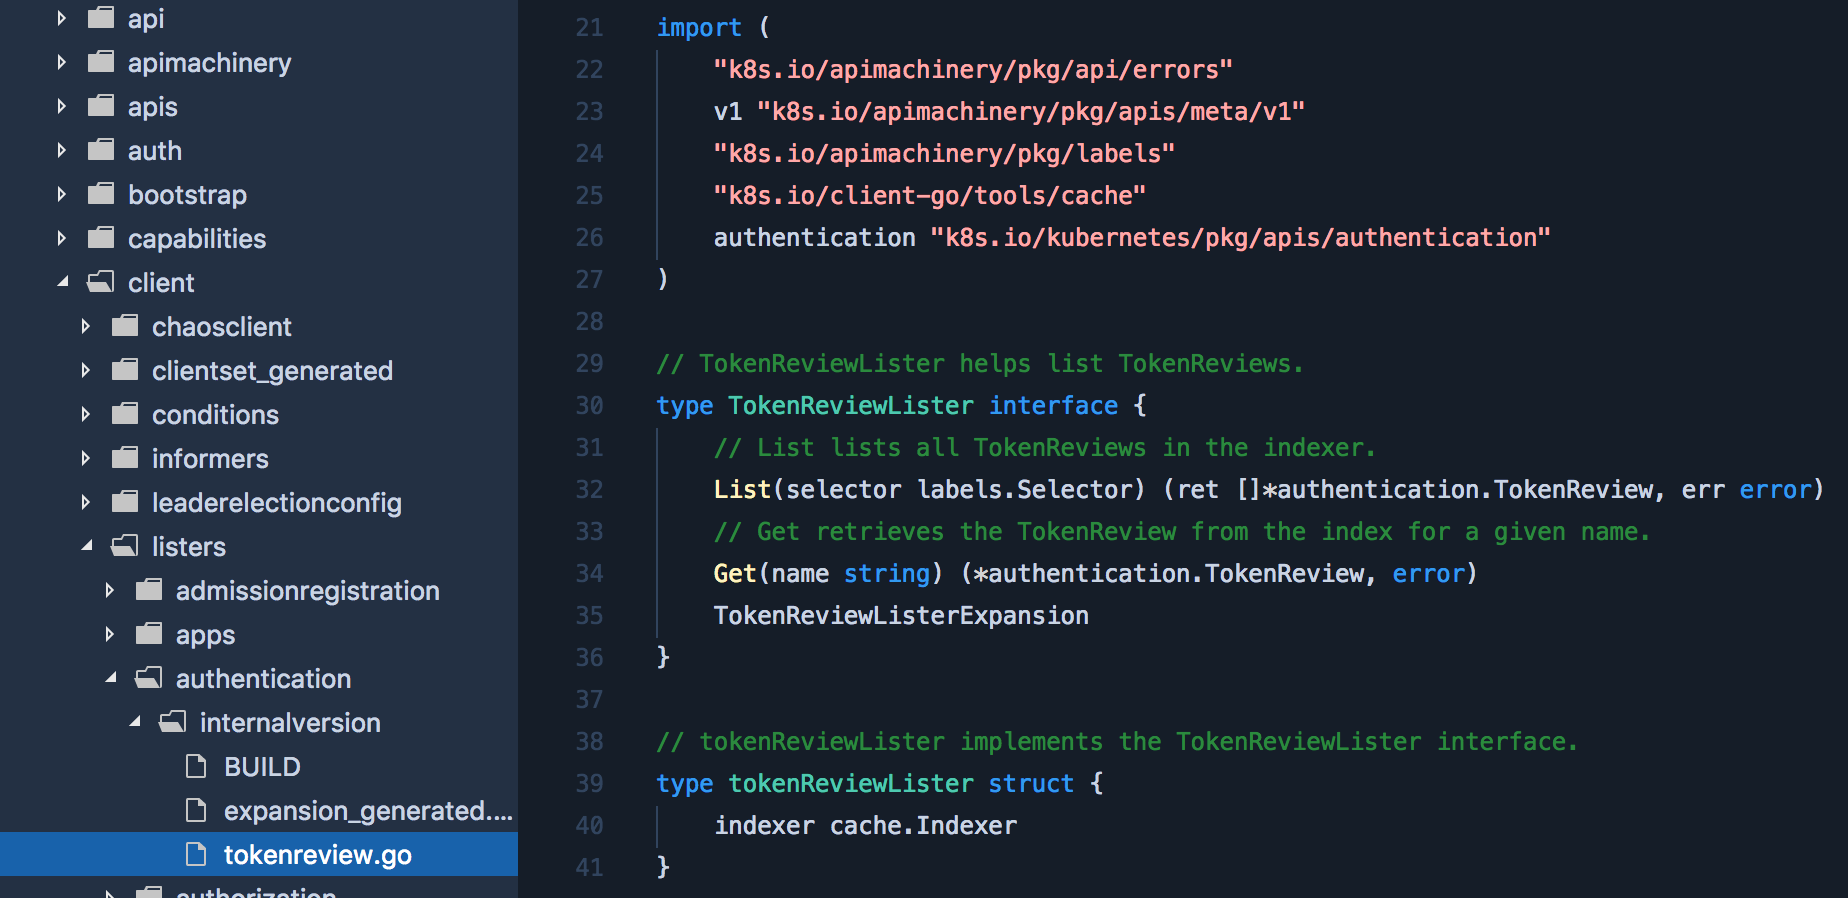 api
apimachinery
apis
auth
bootstrap
capabilities
client
chaosclient
clientset_generated
conditions
informers
leaderelectionconfig
listers
admissionregistration
apps
authentication
internalversion
BUILD
expansion_generated....
tokenreview.go
authorization
21 import (
22 "k8s.io/apimachinery/pkg/api/errors"
23 v1 "k8s.io/apimachinery/pkg/apis/meta/v1"
24 "k8s.io/apimachinery/pkg/labels"
25 "k8s.io/client-go/tools/cache"
26 authentication "k8s.io/kubernetes/pkg/apis/authentication"
27 )
28
29 // TokenReviewLister helps list TokenReviews.
30 type TokenReviewLister interface {
31 // List lists all TokenReviews in the indexer.
32 List(selector labels.Selector) (ret []*authentication.TokenReview, err error)
33 // Get retrieves the TokenReview from the index for a given name.
34 Get(name string) (*authentication.TokenReview, error)
35 TokenReviewListerExpansion
36 }
37
38 // tokenReviewLister implements the TokenReviewLister interface.
39 type tokenReviewLister struct {
40 indexer cache.Indexer
41 }